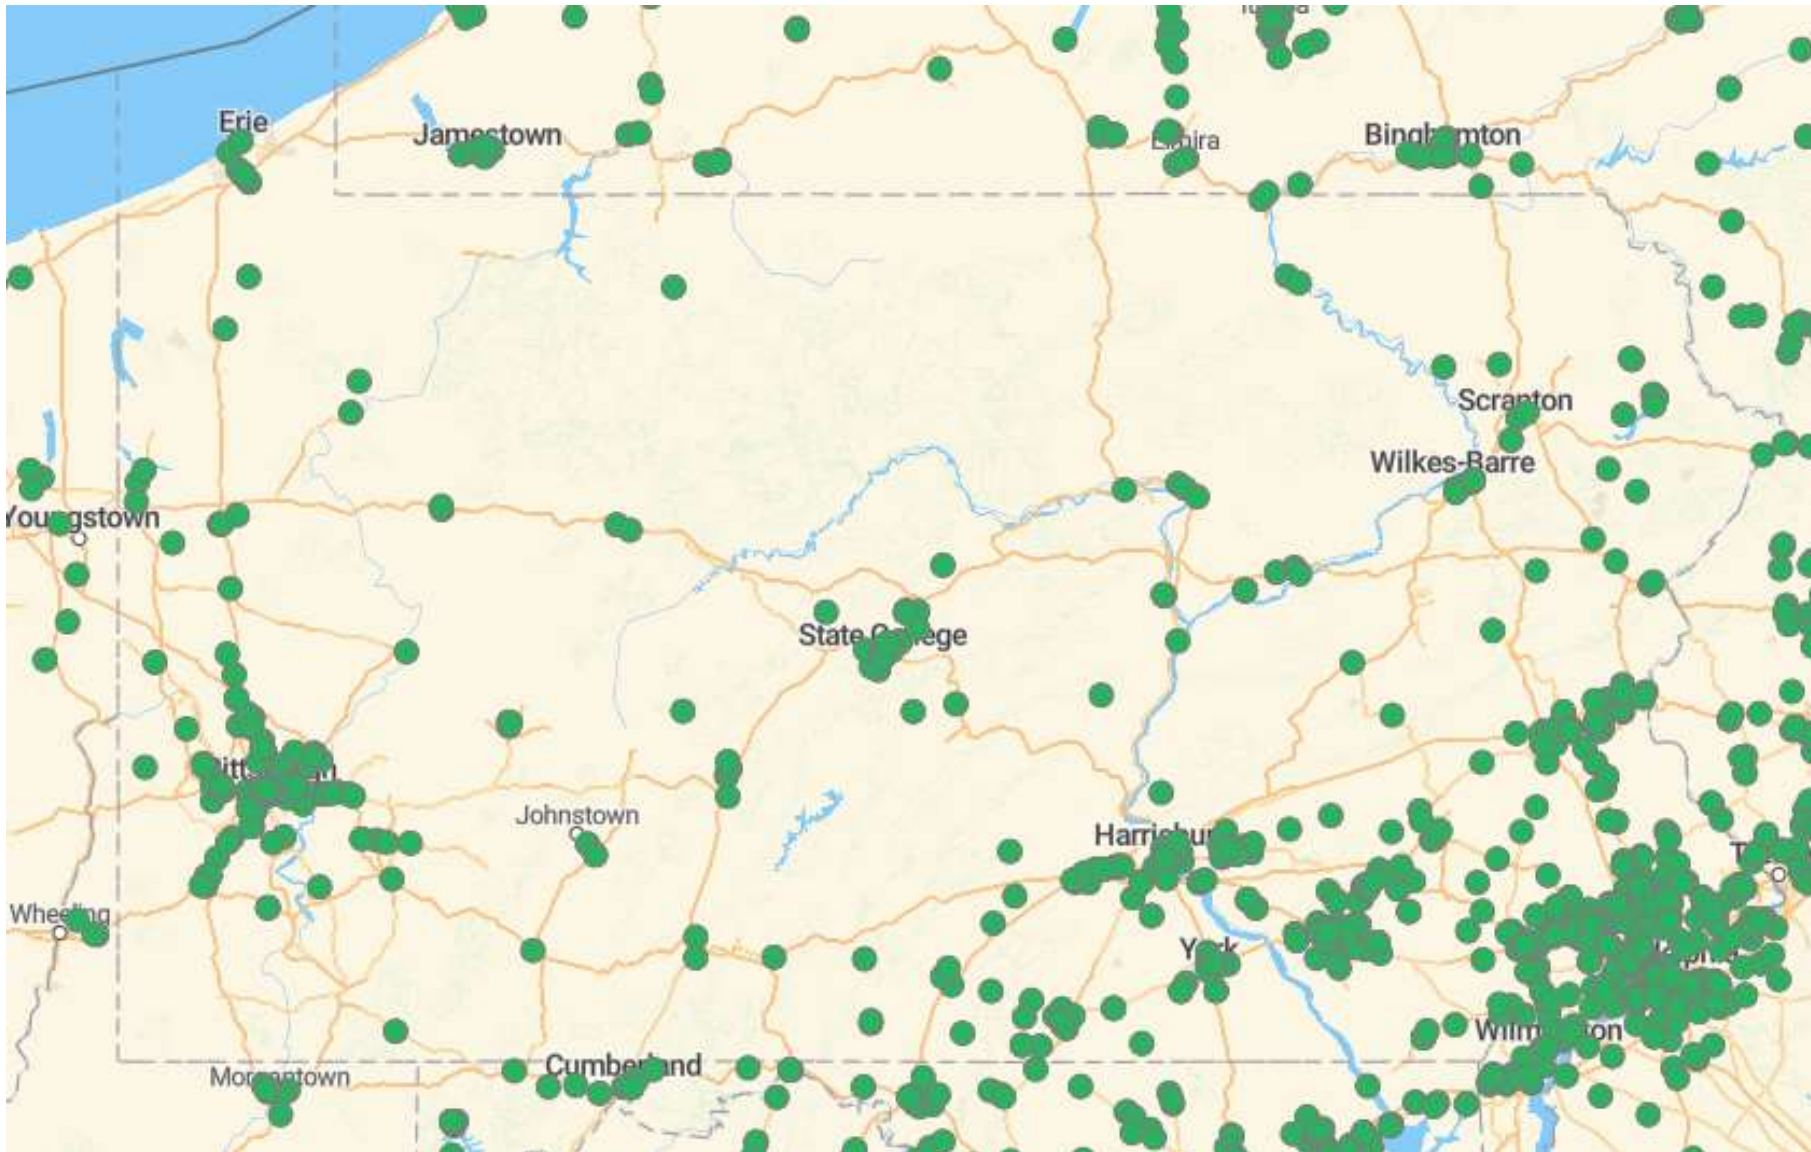 Erie
Jamestown
Elmira
Binghamton
Scranton
Wilkes-Barre
Youngstown
State College
Pittsburgh
Johnstown
Harrisburg
Wheeling
York
Wilmington
Cumberland
Morgantown